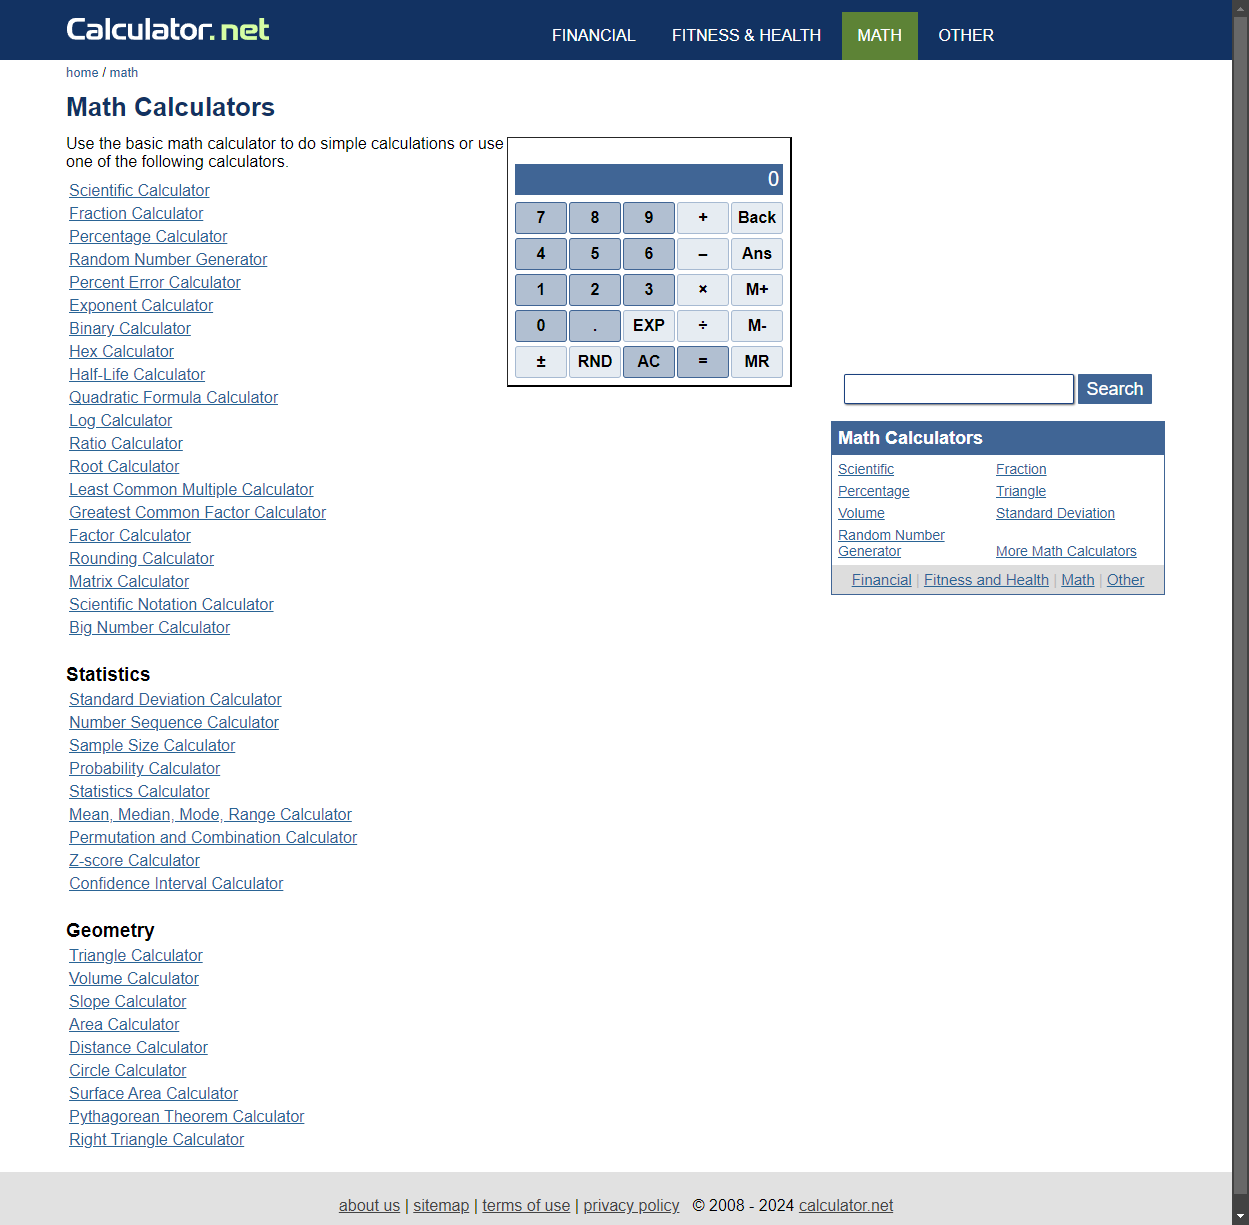 Calculator.net
FINANCIAL FITNESS & HEALTH MATH OTHER
home / math
Math Calculators
Use the basic math calculator to do simple calculations or use
one of the following calculators.
Scientific Calculator
Fraction Calculator
Percentage Calculator
Random Number Generator
Percent Error Calculator
Exponent Calculator
Binary Calculator
Hex Calculator
Half-Life Calculator
Quadratic Formula Calculator
Log Calculator
Ratio Calculator
Root Calculator
Least Common Multiple Calculator
Greatest Common Factor Calculator
Factor Calculator
Rounding Calculator
Matrix Calculator
Scientific Notation Calculator
Big Number Calculator
Statistics
Standard Deviation Calculator
Number Sequence Calculator
Sample Size Calculator
Probability Calculator
Statistics Calculator
Mean, Median, Mode, Range Calculator
Permutation and Combination Calculator
Z-score Calculator
Confidence Interval Calculator
Geometry
Triangle Calculator
Volume Calculator
Slope Calculator
Area Calculator
Distance Calculator
Circle Calculator
Surface Area Calculator
Pythagorean Theorem Calculator
Right Triangle Calculator
0
7 8 9 + Back
4 5 6 – Ans
1 2 3 × M+
0 . EXP ÷ M-
± RND AC = MR
Search
Math Calculators
Scientific Fraction
Percentage Triangle
Volume Standard Deviation
Random Number
Generator More Math Calculators
Financial | Fitness and Health | Math | Other
about us | sitemap | terms of use | privacy policy © 2008 - 2024 calculator.net